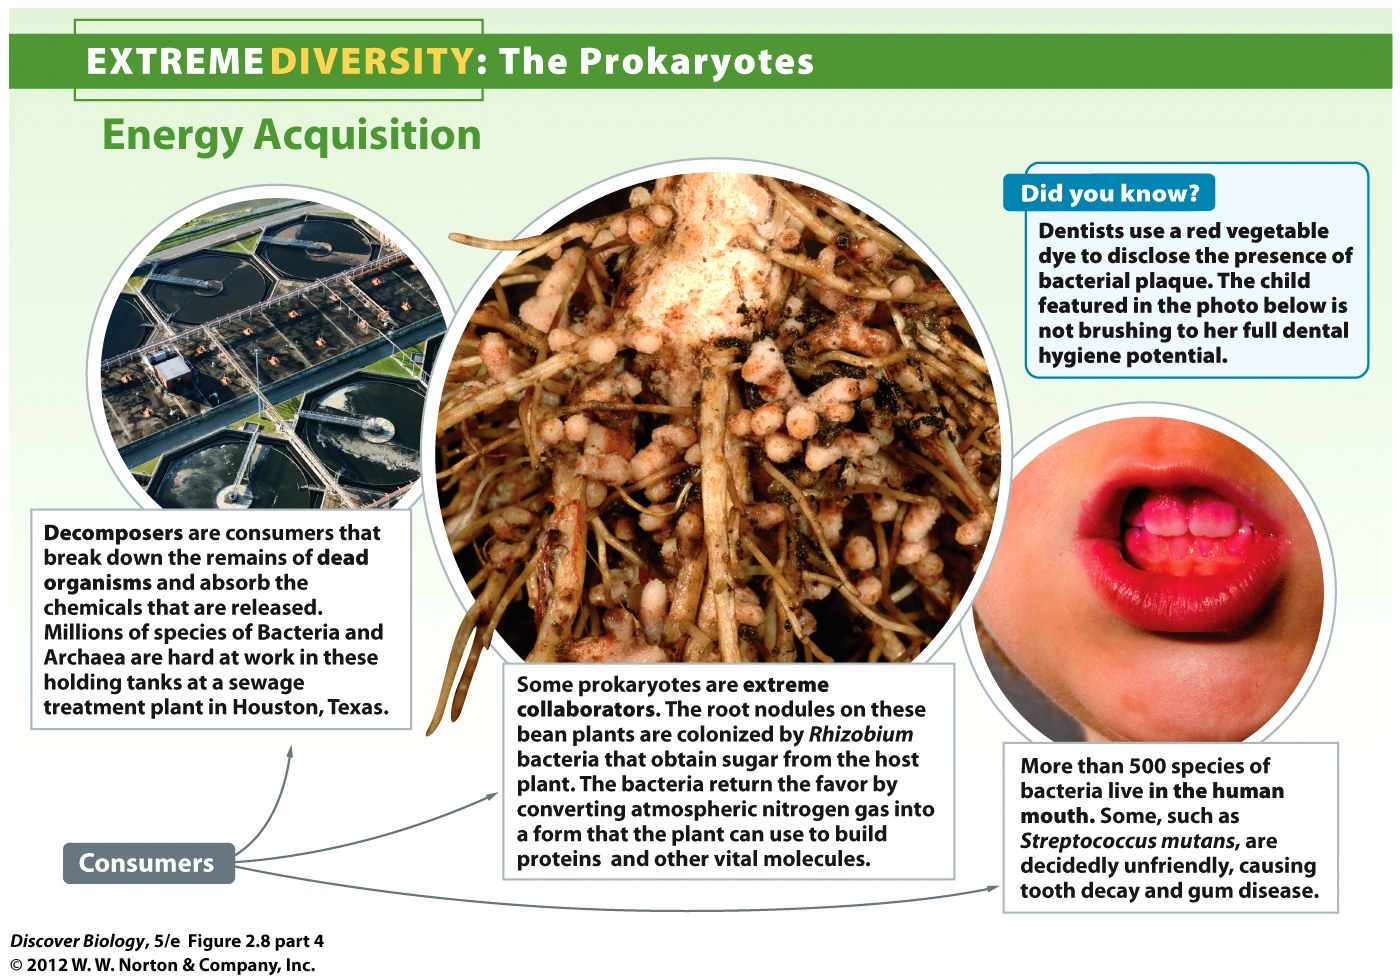 EXTREME DIVERSITY: The Prokaryotes
Energy Acquisition
Did you know?
Dentists use a red vegetable
dye to disclose the presence of
bacterial plaque. The child
featured in the photo below is
not brushing to her full dental
hygiene potential.
Decomposers are consumers that
break down the remains of dead
organisms and absorb the
chemicals that are released.
Millions of species of Bacteria and
Archaea are hard at work in these
holding tanks at a sewage
treatment plant in Houston, Texas.
Some prokaryotes are extreme
collaborators. The root nodules on these
bean plants are colonized by Rhizobium
bacteria that obtain sugar from the host
plant. The bacteria return the favor by
converting atmospheric nitrogen gas into
a form that the plant can use to build
proteins and other vital molecules.
More than 500 species of
bacteria live in the human
mouth. Some, such as
Streptococcus mutans, are
decidedly unfriendly, causing
tooth decay and gum disease.
Consumers
Discover Biology, 5/e Figure 2.8 part 4
© 2012 W. W. Norton & Company, Inc.